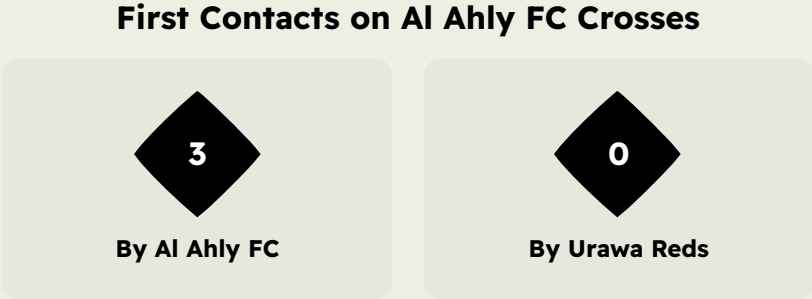 First Contacts on Al Ahly FC Crosses
3
0
By Al Ahly FC
By Urawa Reds